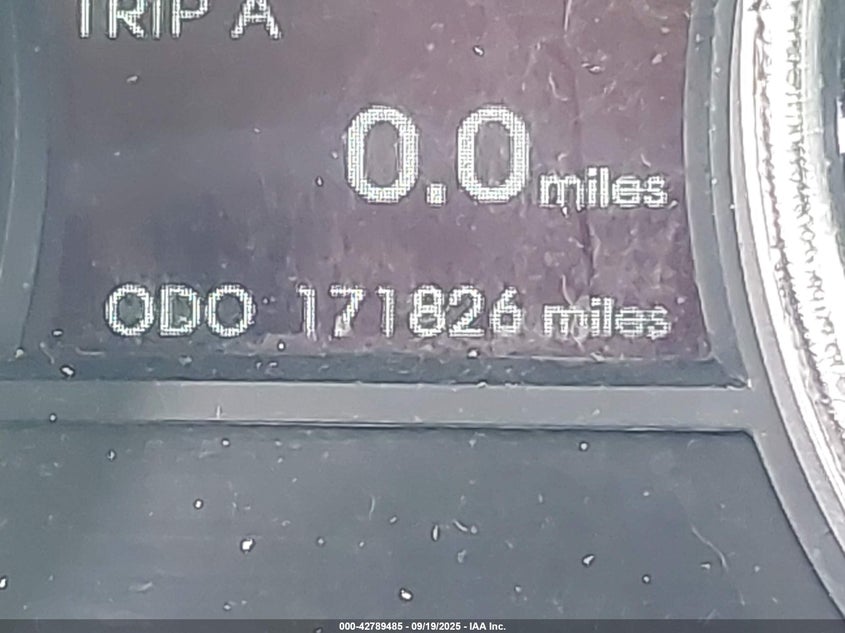 TRIP A
0.0 miles
ODO 171826 miles
000-42789485 - 09/19/2025 - IAA Inc.